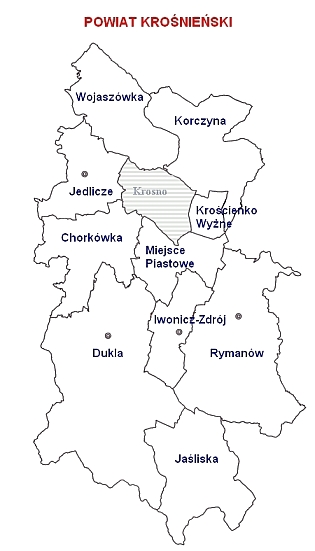 POWIAT KROŚNIEŃSKI
Wojaszówka
Korczyna
Jedlicze
Krosno
Krościenko
Wyżne
Chorkówka
Miejsce
Piastowe
Iwonicz-Zdrój
Dukla
Rymanów
Jaśliska